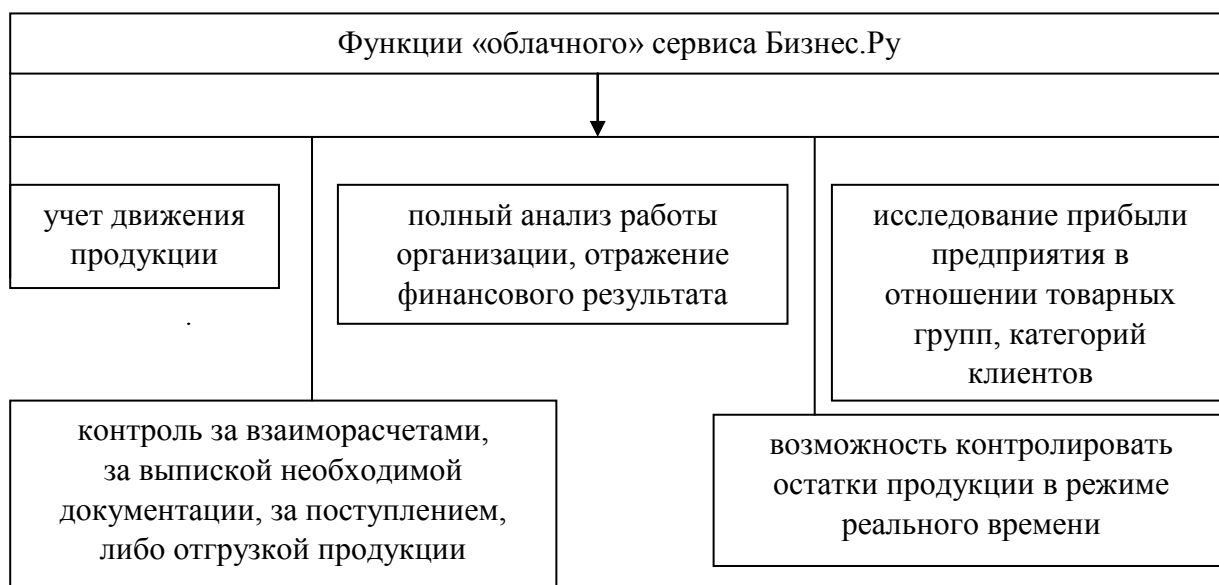 Функции «облачного» сервиса Бизнес.Ру
учет движения
продукции
.
полный анализ работы
организации, отражение
финансового результата
исследование прибыли
предприятия в
отношении товарных
групп, категорий
клиентов
контроль за взаиморасчетами,
за выпиской необходимой
документации, за поступлением,
либо отгрузкой продукции
возможность контролировать
остатки продукции в режиме
реального времени